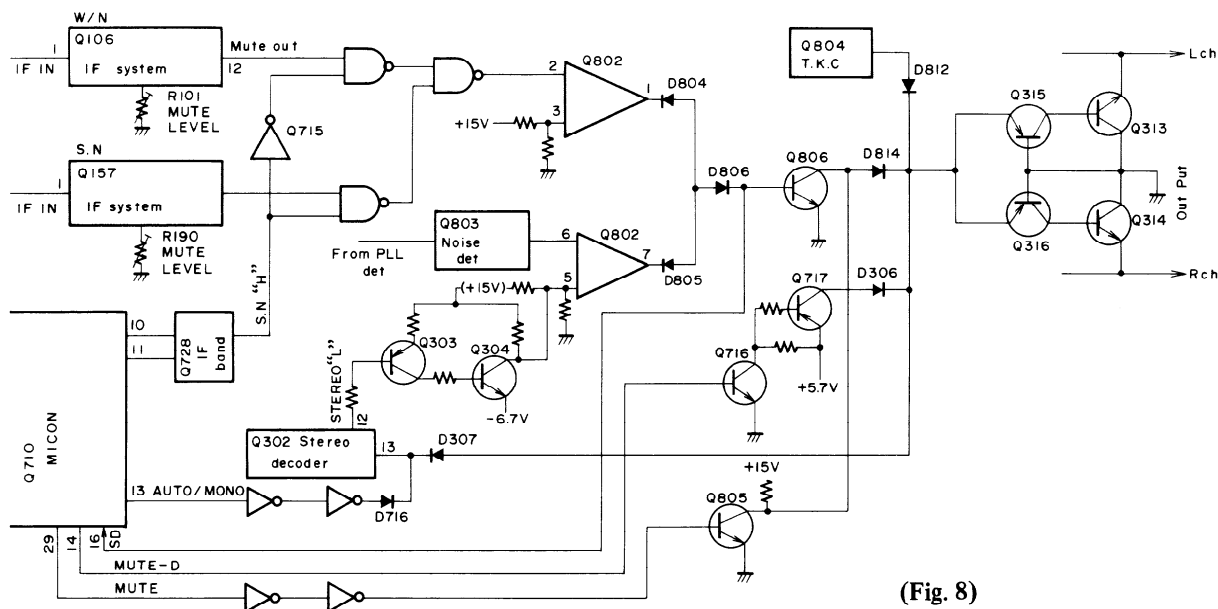 W/N
Q106
IF system
1
IF IN
Mute out
12
R101
MUTE
LEVEL
Q715
S.N
Q157
IF system
1
IF IN
R190
MUTE
LEVEL
S.N "H"
2
3
Q802
1
+15V
D804
Q803
Noise
det
From PLL
det
6
5
Q802
7
D805
(+15V)
D806
Q806
Q804
T.K.C
D812
D814
Q315
Q313
Q316
Q314
Lch
Rch
Out Put
Q717
D306
Q716
+5.7V
Q303
Q304
-6.7V
STEREO "L"
12
Q302 Stereo
decoder
13
D307
Q710
MICON
10
11
Q728
IF
band
13 AUTO/MONO
D716
29
14
16
SD
MUTE-D
MUTE
Q805
+15V
(Fig. 8)